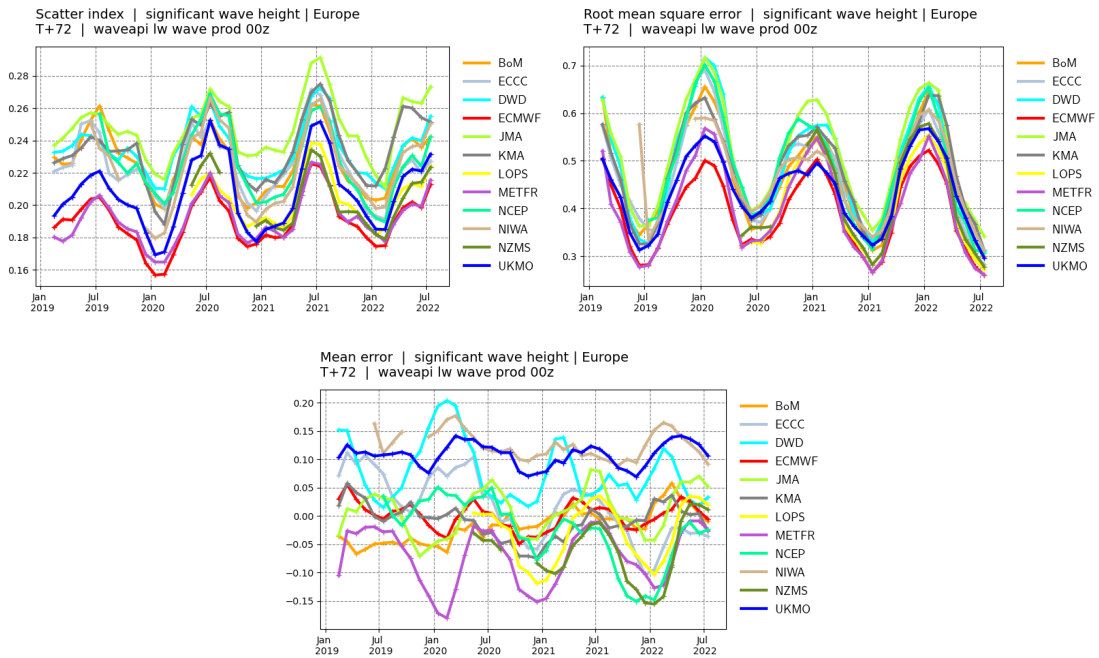 Scatter index | significant wave height | Europe
T+72 | waveapi lw wave prod 00z
0.28
0.26
0.24
0.22
0.20
0.18
0.16
Jan Jul Jan Jul Jan Jul Jan Jul
2019 2019 2020 2020 2021 2021 2022 2022
BoM
ECCC
DWD
ECMWF
JMA
KMA
LOPS
METFR
NCEP
NIWA
NZMS
UKMO
Root mean square error | significant wave height | Europe
T+72 | waveapi lw wave prod 00z
0.7
0.6
0.5
0.4
0.3
Jan Jul Jan Jul Jan Jul Jan Jul
2019 2019 2020 2020 2021 2021 2022 2022
BoM
ECCC
DWD
ECMWF
JMA
KMA
LOPS
METFR
NCEP
NIWA
NZMS
UKMO
Mean error | significant wave height | Europe
T+72 | waveapi lw wave prod 00z
0.20
0.15
0.10
0.05
0.00
−0.05
−0.10
−0.15
Jan Jul Jan Jul Jan Jul Jan Jul
2019 2019 2020 2020 2021 2021 2022 2022
BoM
ECCC
DWD
ECMWF
JMA
KMA
LOPS
METFR
NCEP
NIWA
NZMS
UKMO